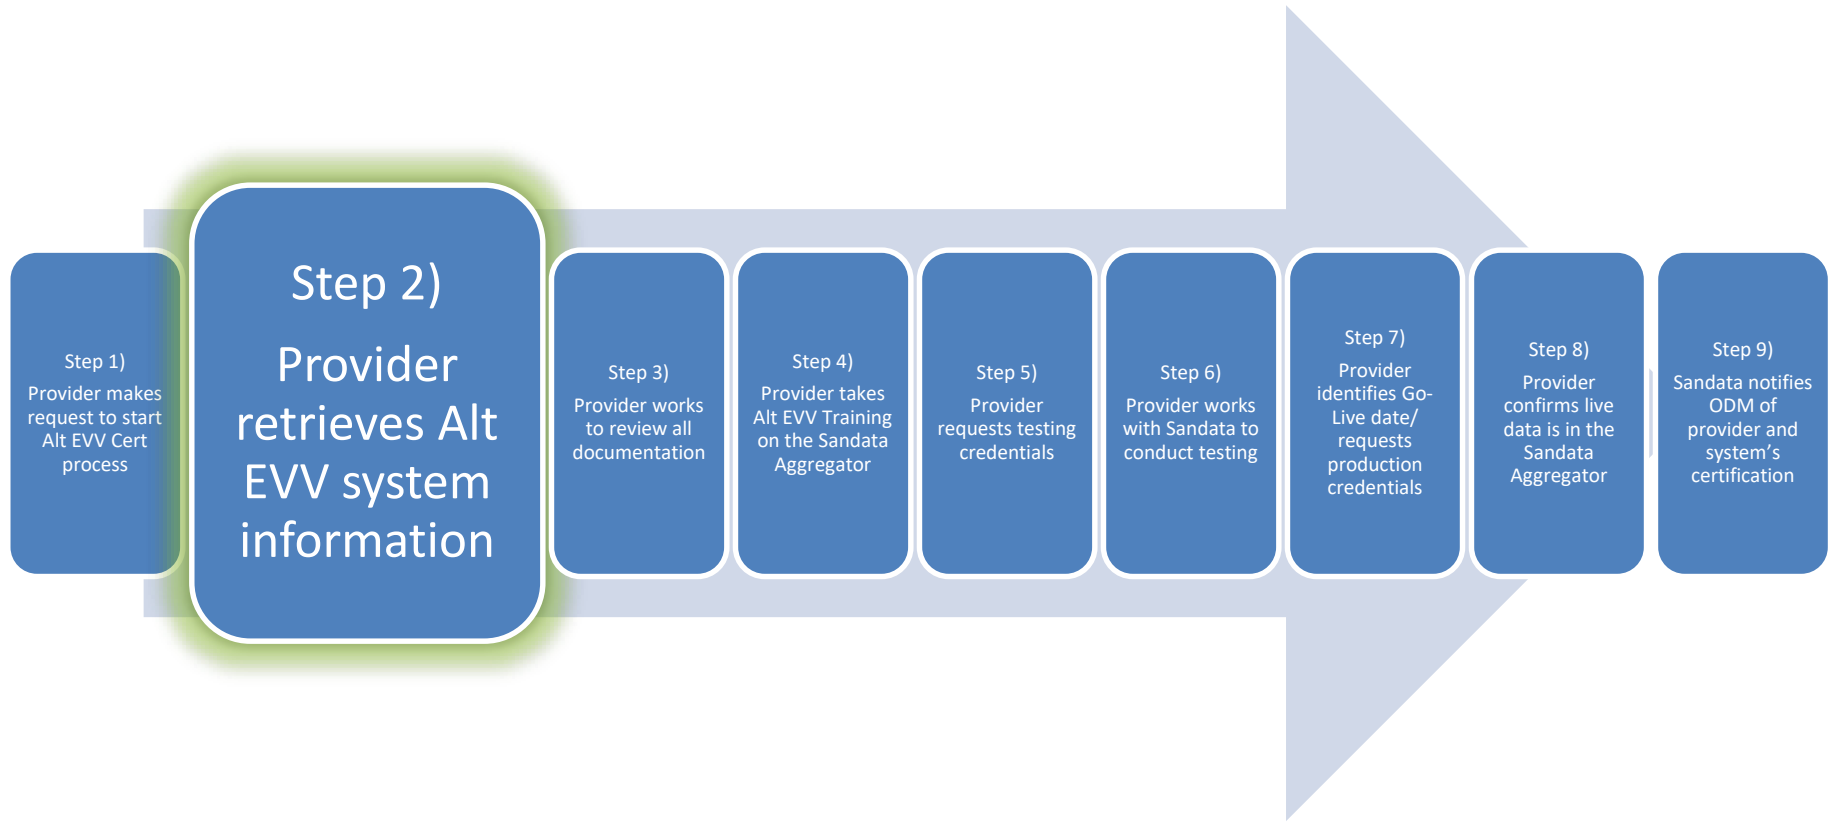 Step 1)
Provider makes
request to start
Alt EVV Cert
process
Step 2)
Provider
retrieves Alt
EVV system
information
Step 3)
Provider works
to review all
documentation
Step 4)
Provider takes
Alt EVV Training
on the Sandata
Aggregator
Step 5)
Provider
requests testing
credentials
Step 6)
Provider works
with Sandata to
conduct testing
Step 7)
Provider
identifies Go-
Live date/
requests
production
credentials
Step 8)
Provider
confirms live
data is in the
Sandata
Aggregator
Step 9)
Sandata notifies
ODM of
provider and
system’s
certification